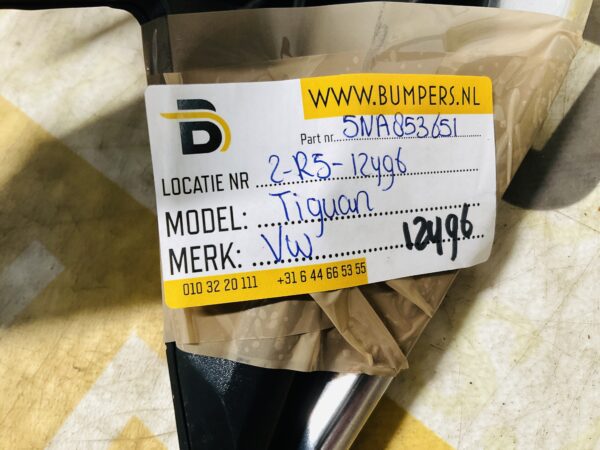 WWW.BUMPERS.NL
Part nr. 5NA853651
LOCATIE NR 2-R5-12496
MODEL: Tiguan
MERK: VW 12496
010 32 20 111 +31 6 44 66 53 55